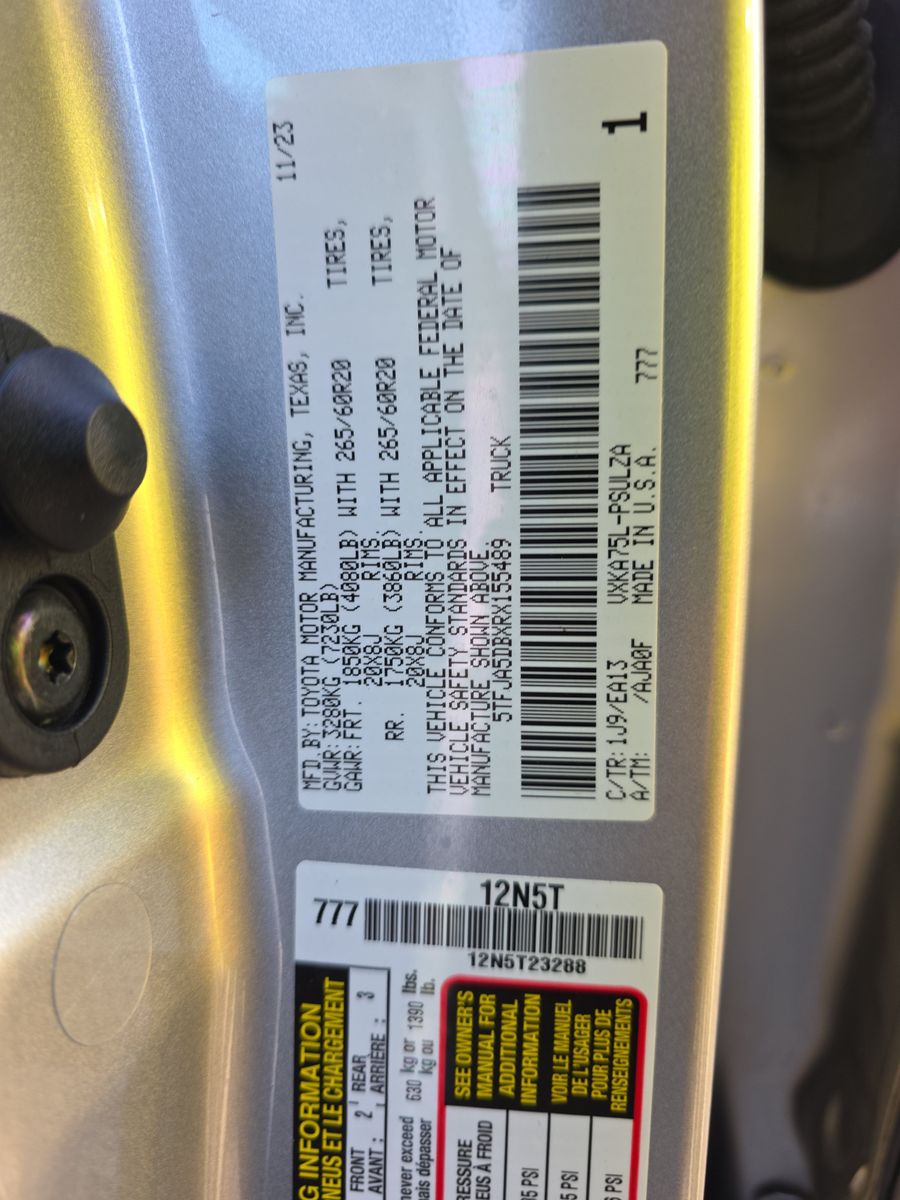 11/23
MFD.BY:TOYOTA MOTOR MANUFACTURING, TEXAS, INC.
GVWR:3280KG (7230LB)
GAWR:FRT. 1850KG (4080LB) WITH 265/60R20 TIRES,
20X8J RIMS.
RR. 1750KG (3860LB) WITH 265/60R20 TIRES,
20X8J RIMS.
THIS VEHICLE CONFORMS TO ALL APPLICABLE FEDERAL MOTOR
VEHICLE SAFETY STANDARDS IN EFFECT ON THE DATE OF
MANUFACTURE SHOWN ABOVE.
5TFJA5DBXRX155489 TRUCK
C/TR:1J9/EA13 VXKA75L-PSULZA
A/TM: /AJA0F MADE IN U.S.A. 777
1
777
12N5T
12N5T23288
INFORMATION
ET LE CHARGEMENT
FRONT 2 REAR 3
AVANT : ARRIÈRE :
never exceed 630 kg or 1390 lbs.
mais dépasser kg ou lb.
SEE OWNER'S
MANUAL FOR
ADDITIONAL
INFORMATION
VOIR LE MANUEL
DE L'USAGER
POUR PLUS DE
RENSEIGNEMENTS
À FROID
PSI
PSI
PSI